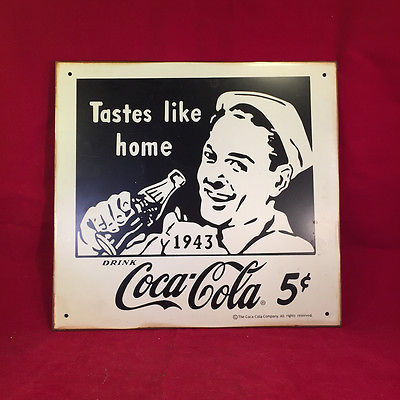 Tastes like
home
1943
DRINK
Coca-Cola® 5¢
© The Coca-Cola Company. All rights reserved.